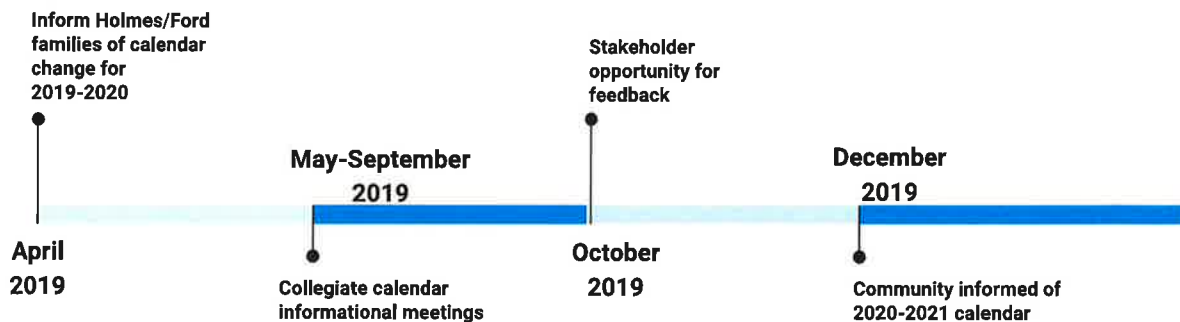 Inform Holmes/Ford
families of calendar
change for
2019-2020
Stakeholder
opportunity for
feedback
May-September
2019
December
2019
April
2019
Collegiate calendar
informational meetings
October
2019
Community informed of
2020-2021 calendar